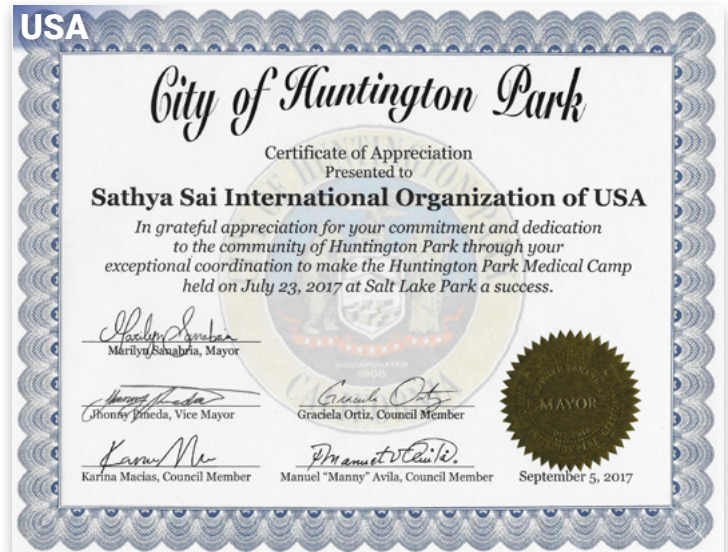 USA
City of Huntington Park
Certificate of Appreciation
Presented to
Sathya Sai International Organization of USA
In grateful appreciation for your commitment and dedication
to the community of Huntington Park through your
exceptional coordination to make the Huntington Park Medical Camp
held on July 23, 2017 at Salt Lake Park a success.
Marilyn Sanabria, Mayor
Jhonny Pineda, Vice Mayor
Graciela Ortiz, Council Member
Karina Macias, Council Member
Manuel "Manny" Avila, Council Member
MAYOR
September 5, 2017
INCORPORATED
1906